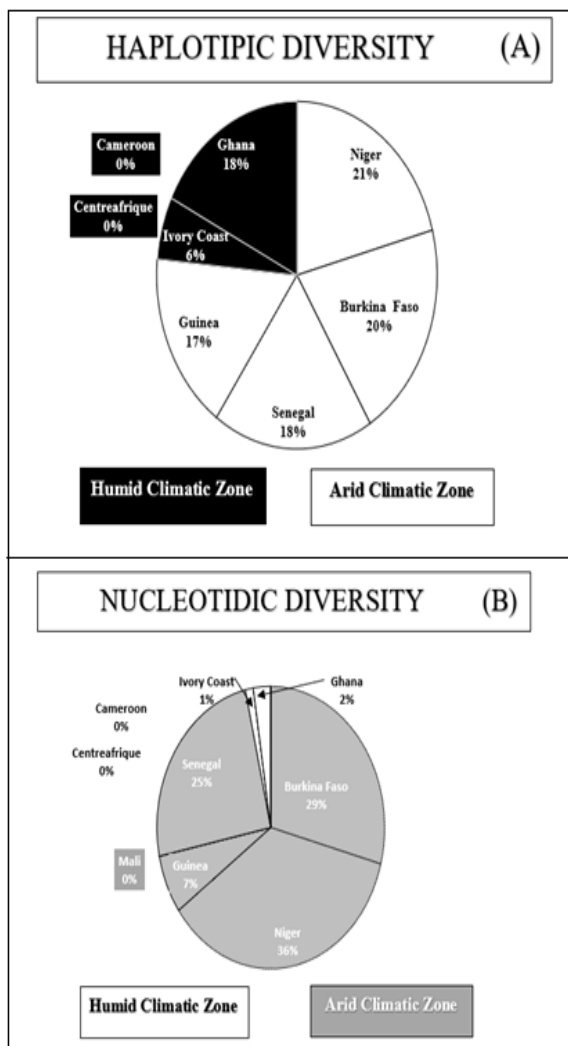 HAPLOTIPIC DIVERSITY (A)
Cameroon
0%
Ghana
18%
Niger
21%
Centreafrique
0%
Ivory Coast
6%
Burkina Faso
20%
Guinea
17%
Senegal
18%
Humid Climatic Zone
Arid Climatic Zone
NUCLEOTIDIC DIVERSITY (B)
Ivory Coast
1%
Ghana
2%
Cameroon
0%
Centreafrique
0%
Senegal
25%
Burkina Faso
29%
Mali
0%
Guinea
7%
Niger
36%
Humid Climatic Zone
Arid Climatic Zone